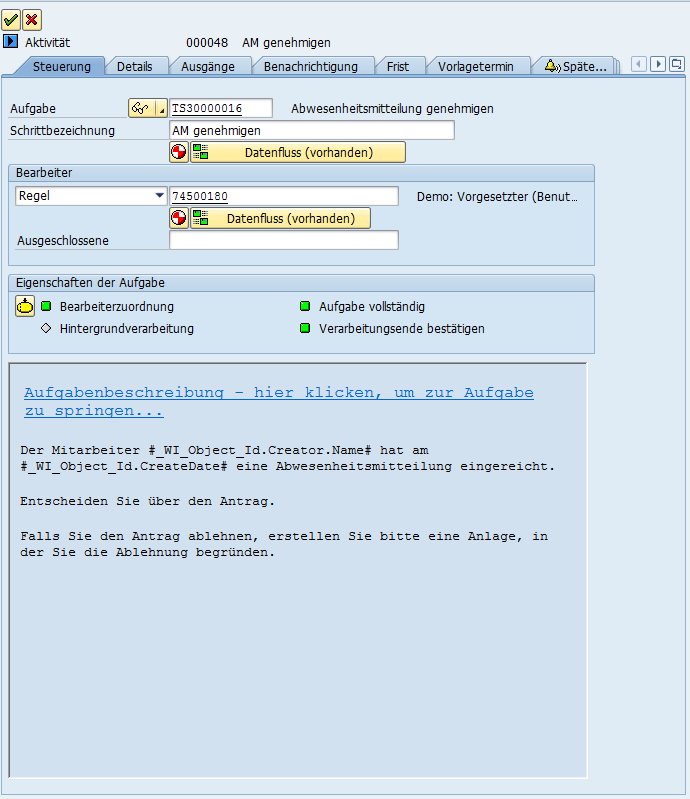 Aktivität 000048 AM genehmigen
Steuerung Details Ausgänge Benachrichtigung Frist Vorlagetermin Späte...
Aufgabe TS30000016 Abwesenheitsmitteilung genehmigen
Schrittbezeichnung AM genehmigen
Datenfluss (vorhanden)
Bearbeiter
Regel 74500180 Demo: Vorgesetzter (Benut...
Datenfluss (vorhanden)
Ausgeschlossene
Eigenschaften der Aufgabe
Bearbeiterzuordnung Aufgabe vollständig
Hintergrundverarbeitung Verarbeitungsende bestätigen
Aufgabenbeschreibung - hier klicken, um zur Aufgabe
zu springen...
Der Mitarbeiter #_WI_Object_Id.Creator.Name# hat am
#_WI_Object_Id.CreateDate# eine Abwesenheitsmitteilung eingereicht.
Entscheiden Sie über den Antrag.
Falls Sie den Antrag ablehnen, erstellen Sie bitte eine Anlage, in
der Sie die Ablehnung begründen.